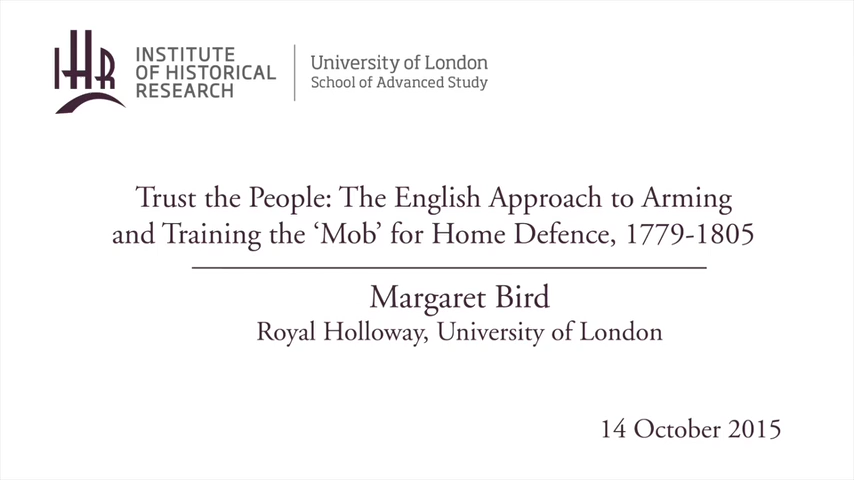 IHR
INSTITUTE
OF HISTORICAL
RESEARCH
University of London
School of Advanced Study
Trust the People: The English Approach to Arming
and Training the ‘Mob’ for Home Defence, 1779-1805
Margaret Bird
Royal Holloway, University of London
14 October 2015